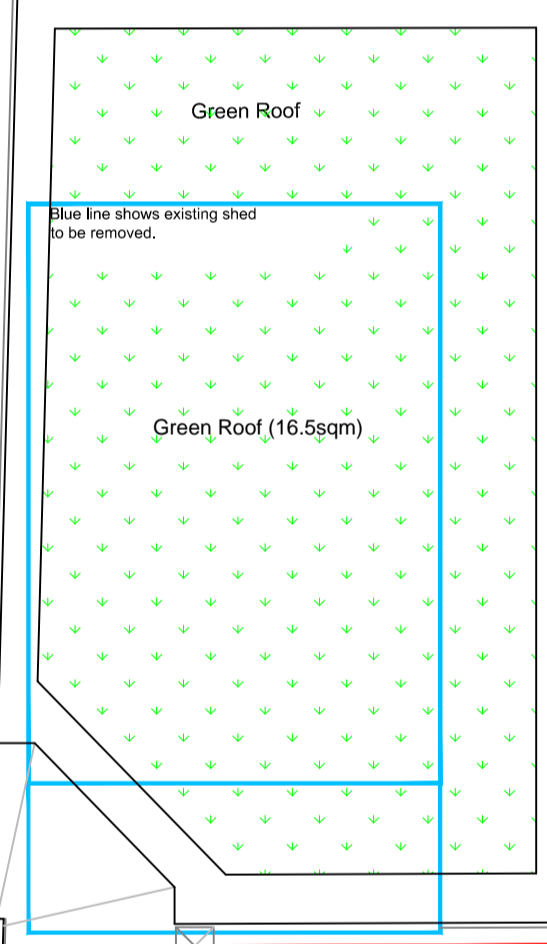 Green Roof
Blue line shows existing shed
to be removed.
Green Roof (16.5sqm)